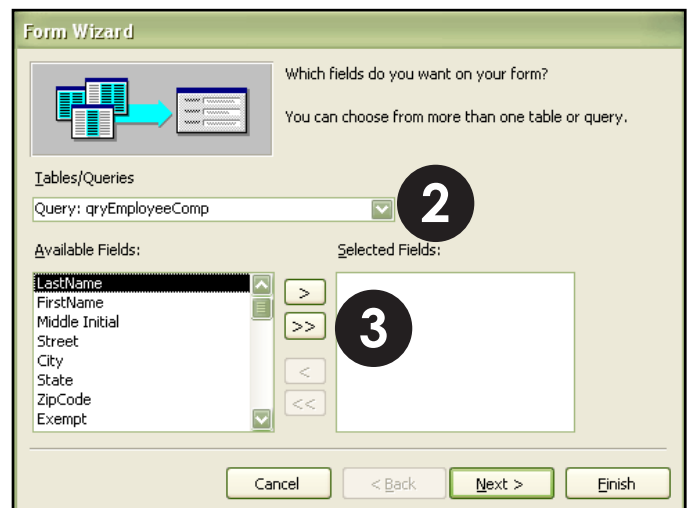 Form Wizard
Which fields do you want on your form?
You can choose from more than one table or query.
Tables/Queries
Query: qryEmployeeComp
2
Available Fields:
Selected Fields:
LastName
FirstName
Middle Initial
Street
City
State
ZipCode
Exempt
>
>>
3
<
<<
Cancel
< Back
Next >
Finish